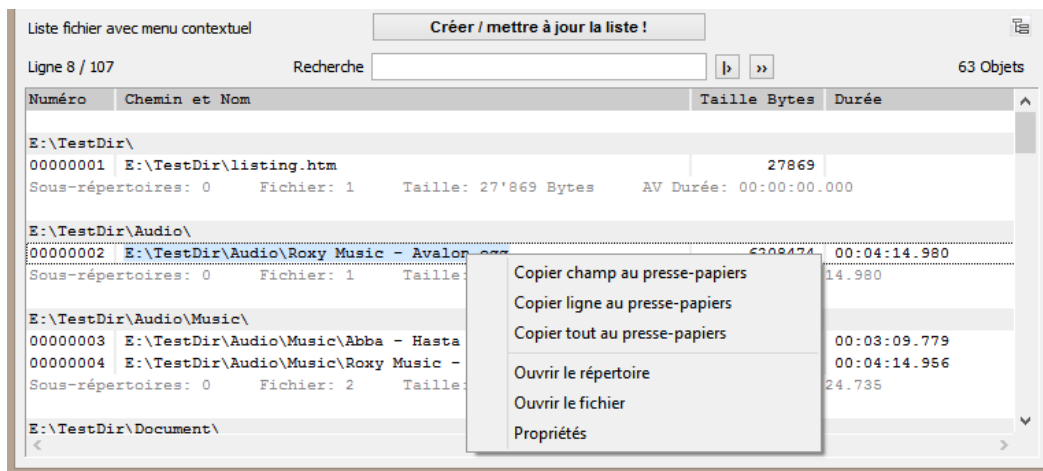 Liste fichier avec menu contextuel Créer / mettre à jour la liste !
Ligne 8 / 107 Recherche |› ›› 63 Objets
Numéro Chemin et Nom Taille Bytes Durée
E:\TestDir\
00000001 E:\TestDir\listing.htm 27869
Sous-répertoires: 0 Fichier: 1 Taille: 27'869 Bytes AV Durée: 00:00:00.000
E:\TestDir\Audio\
00000002 E:\TestDir\Audio\Roxy Music - Avalon.ogg 6208474 00:04:14.980
Sous-répertoires: 0 Fichier: 1 Taille: 14.980
E:\TestDir\Audio\Music\
00000003 E:\TestDir\Audio\Music\Abba - Hasta 00:03:09.779
00000004 E:\TestDir\Audio\Music\Roxy Music - 00:04:14.956
Sous-répertoires: 0 Fichier: 2 Taille: 24.735
E:\TestDir\Document\
Copier champ au presse-papiers
Copier ligne au presse-papiers
Copier tout au presse-papiers
Ouvrir le répertoire
Ouvrir le fichier
Propriétés